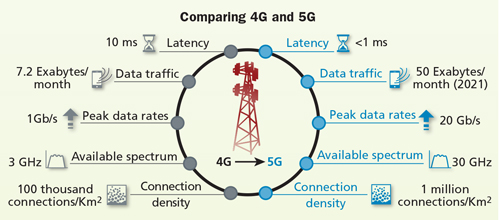 Comparing 4G and 5G
10 ms Latency
Latency <1 ms
7.2 Exabytes/
month
Data traffic
Data traffic
50 Exabytes/
month (2021)
1Gb/s Peak data rates
Peak data rates 20 Gb/s
3 GHz Available spectrum
4G 5G
Available spectrum 30 GHz
100 thousand
connections/Km²
Connection
density
Connection
density
1 million
connections/Km²